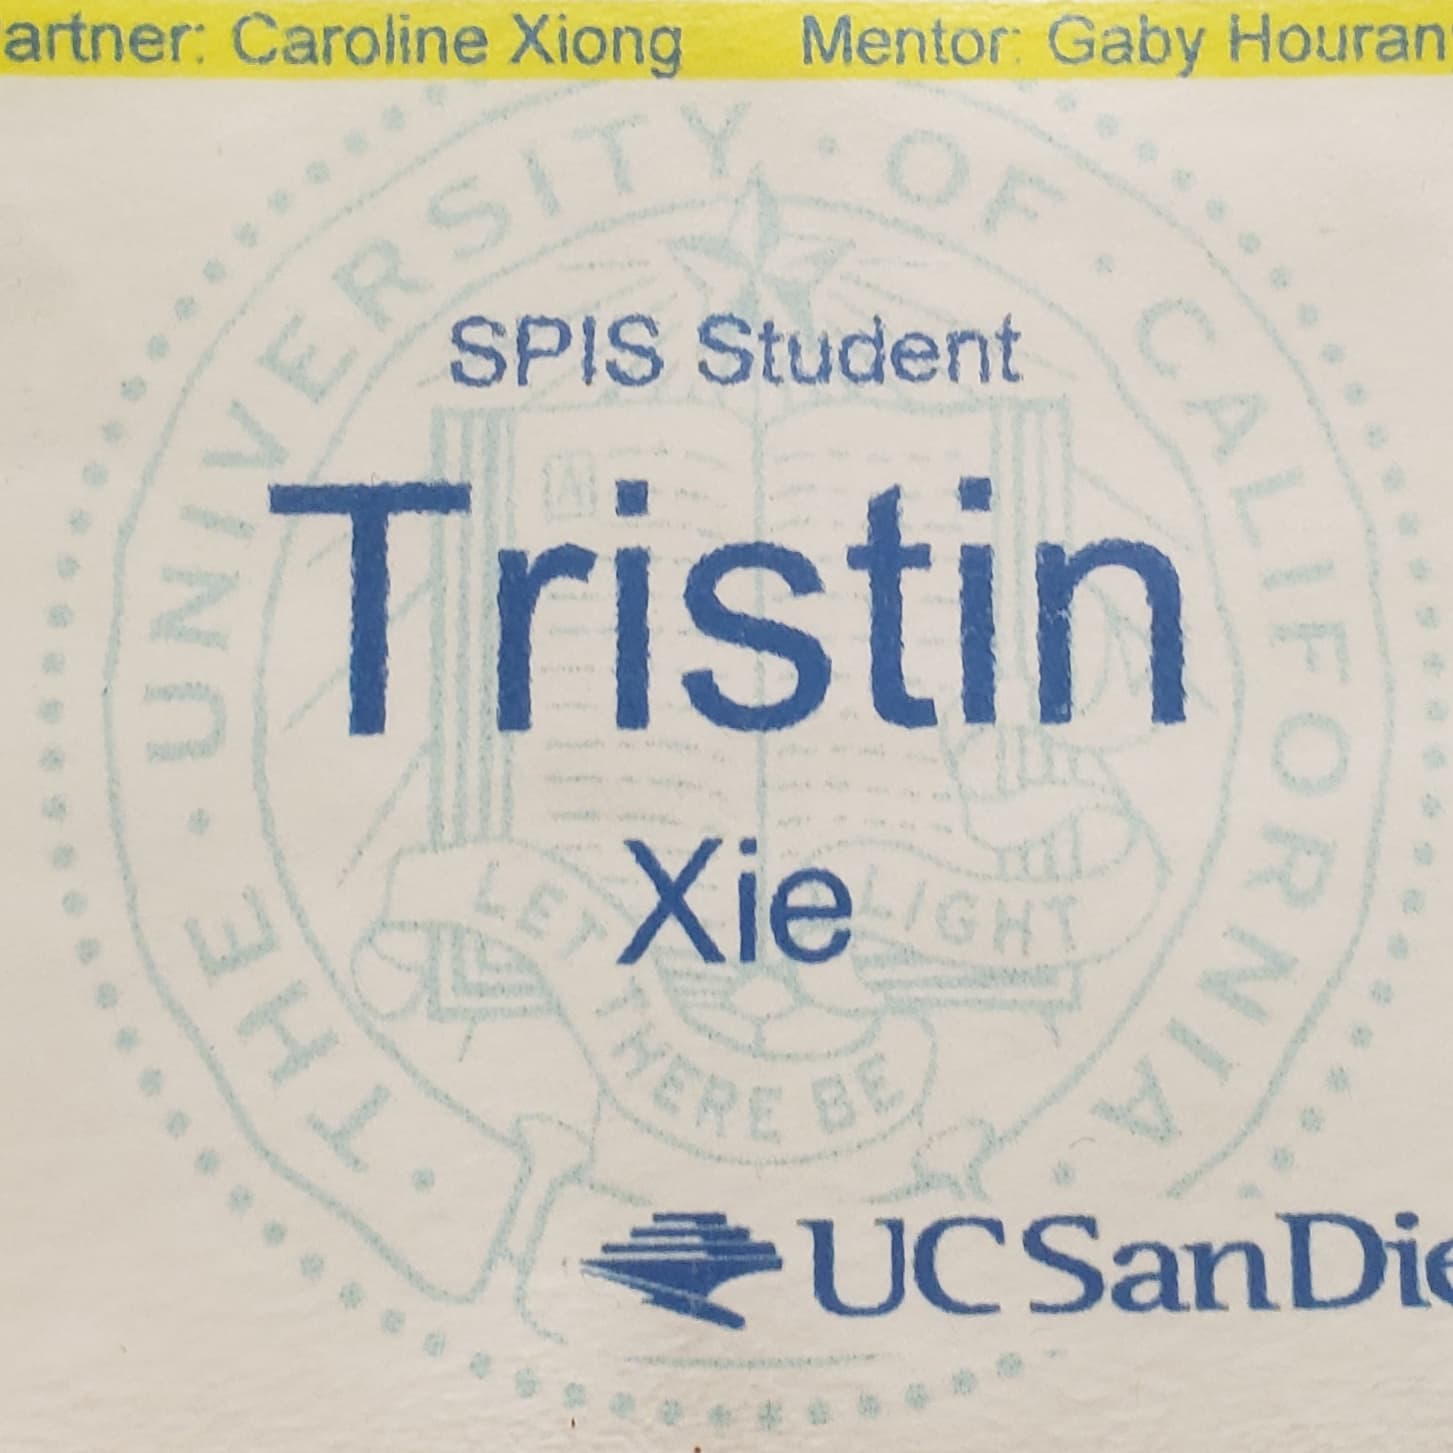 artner: Caroline Xiong Mentor: Gaby Houran
THE · UNIVERSITY · OF · CALIFORNIA ·
SPIS Student
Tristin
Xie
LET THERE BE LIGHT
UC San Die